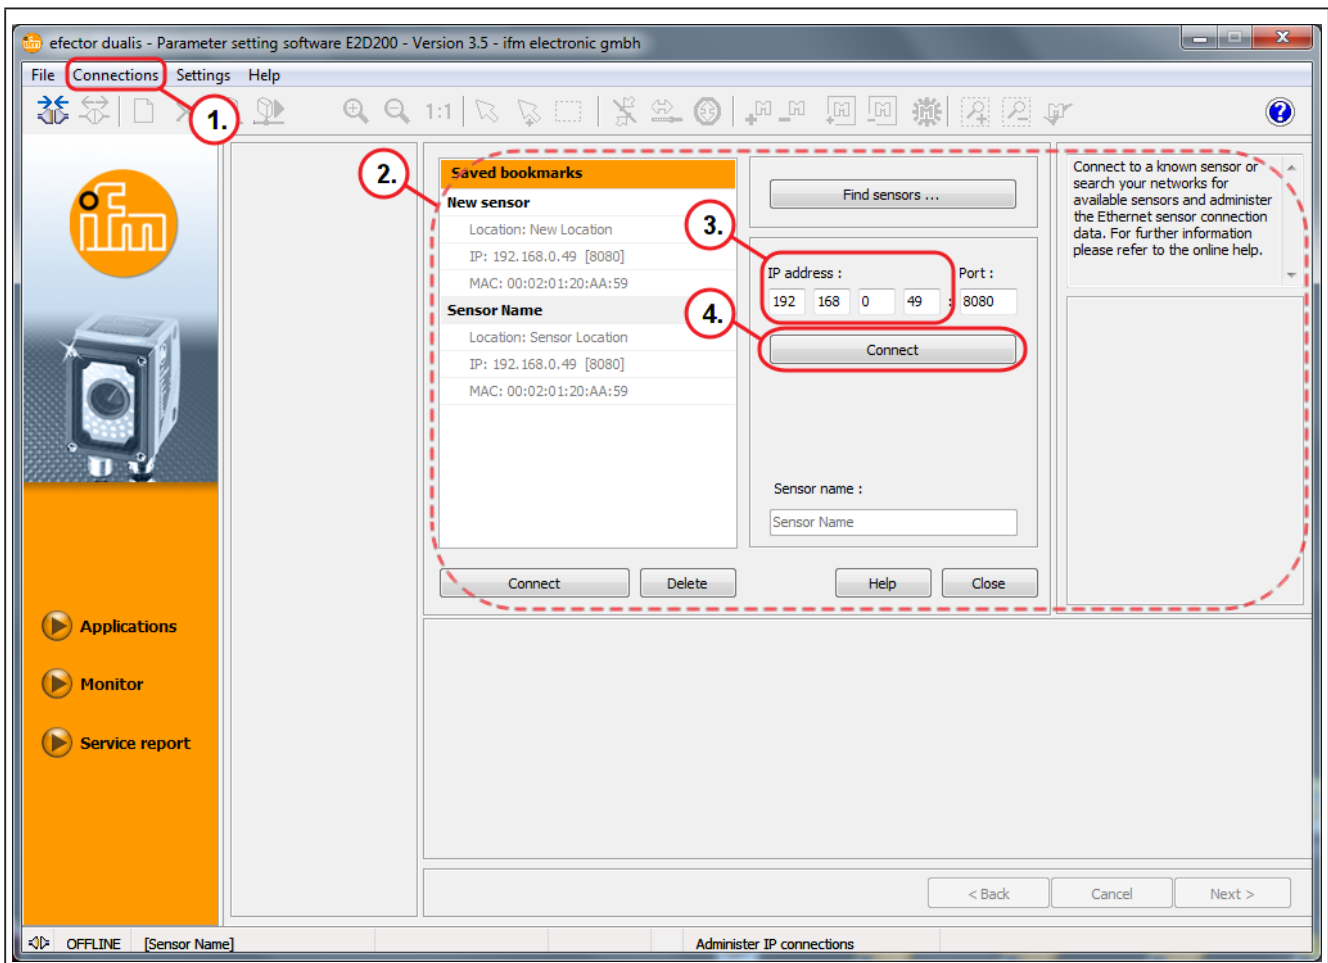 efector dualis - Parameter setting software E2D200 - Version 3.5 - ifm electronic gmbh
File Connections Settings Help
1.
1:1
ifm
2.
Saved bookmarks
New sensor
Location: New Location
IP: 192.168.0.49 [8080]
MAC: 00:02:01:20:AA:59
Sensor Name
Location: Sensor Location
IP: 192.168.0.49 [8080]
MAC: 00:02:01:20:AA:59
Connect
Delete
Find sensors ...
3.
IP address :
Port :
192 168 0 49 : 8080
4.
Connect
Sensor name :
Sensor Name
Help
Close
Connect to a known sensor or
search your networks for
available sensors and administer
the Ethernet sensor connection
data. For further information
please refer to the online help.
Applications
Monitor
Service report
< Back
Cancel
Next >
OFFLINE
[Sensor Name]
Administer IP connections